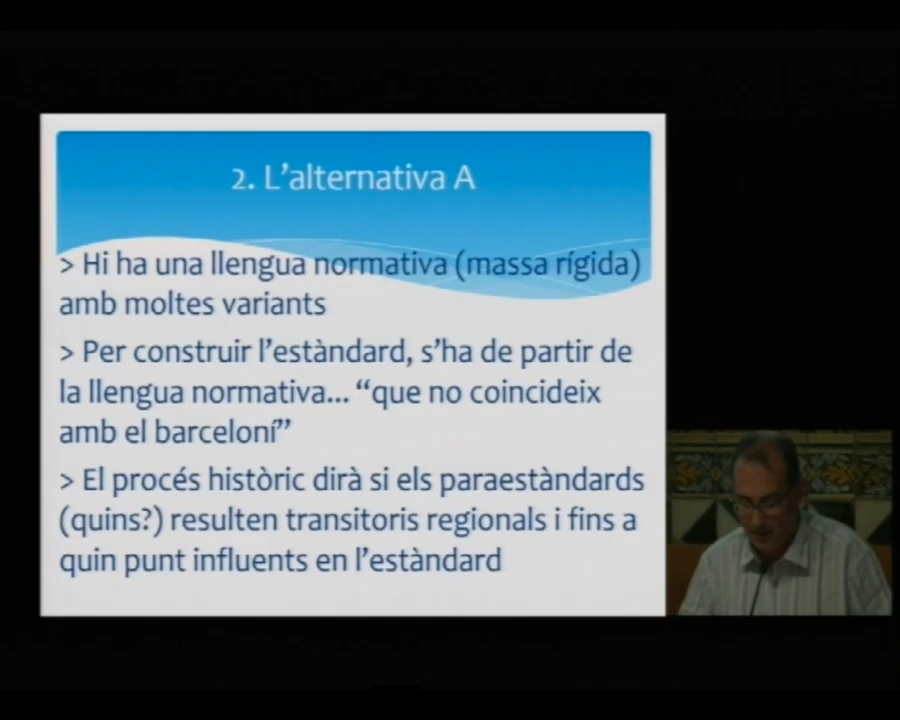 2. L'alternativa A
> Hi ha una llengua normativa (massa rígida)
amb moltes variants
> Per construir l'estàndard, s'ha de partir de
la llengua normativa... “que no coincideix
amb el barceloní”
> El procés històric dirà si els paraestàndards
(quins?) resulten transitoris regionals i fins a
quin punt influents en l'estàndard